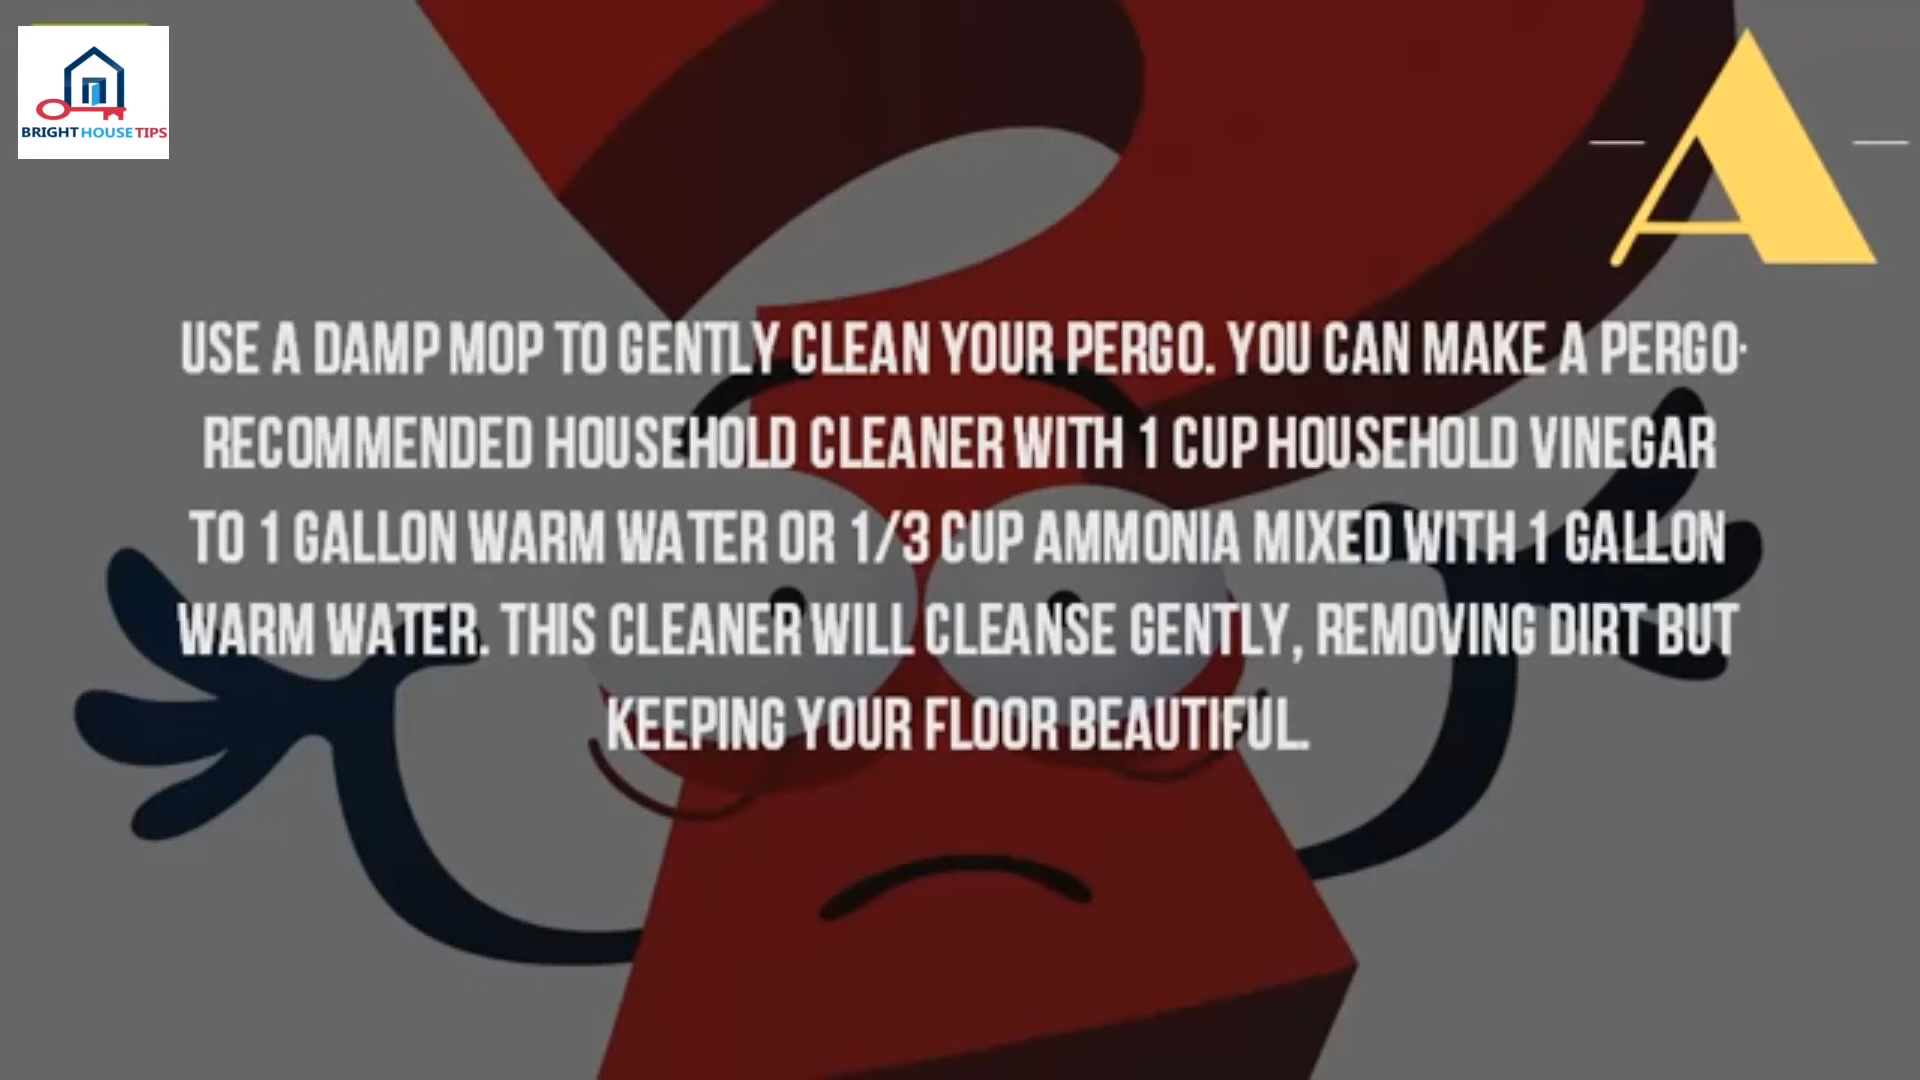 BRIGHT HOUSE TIPS
A
USE A DAMP MOP TO GENTLY CLEAN YOUR PERGO. YOU CAN MAKE A PERGO-
RECOMMENDED HOUSEHOLD CLEANER WITH 1 CUP HOUSEHOLD VINEGAR
TO 1 GALLON WARM WATER OR 1/3 CUP AMMONIA MIXED WITH 1 GALLON
WARM WATER. THIS CLEANER WILL CLEANSE GENTLY, REMOVING DIRT BUT
KEEPING YOUR FLOOR BEAUTIFUL.